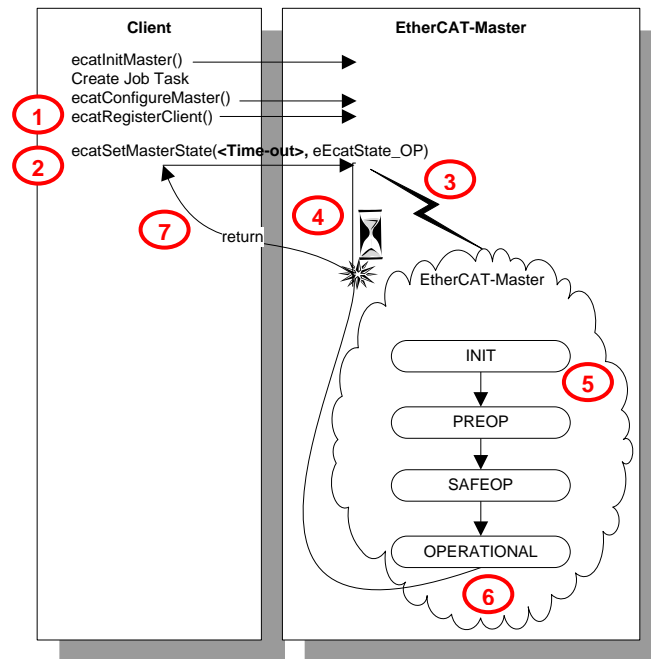 Client
EtherCAT-Master
ecatInitMaster()
Create Job Task
ecatConfigureMaster()
1
ecatRegisterClient()
2
ecatSetMasterState(<Time-out>, eEcatState_OP)
3
4
7
return
EtherCAT-Master
INIT
5
PREOP
SAFEOP
OPERATIONAL
6